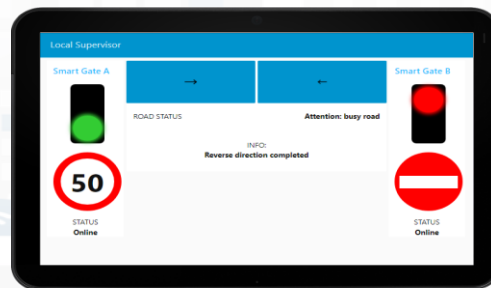 Local Supervisor
Smart Gate A
→
←
Smart Gate B
ROAD STATUS
Attention: busy road
INFO:
Reverse direction completed
50
STATUS
Online
STATUS
Online